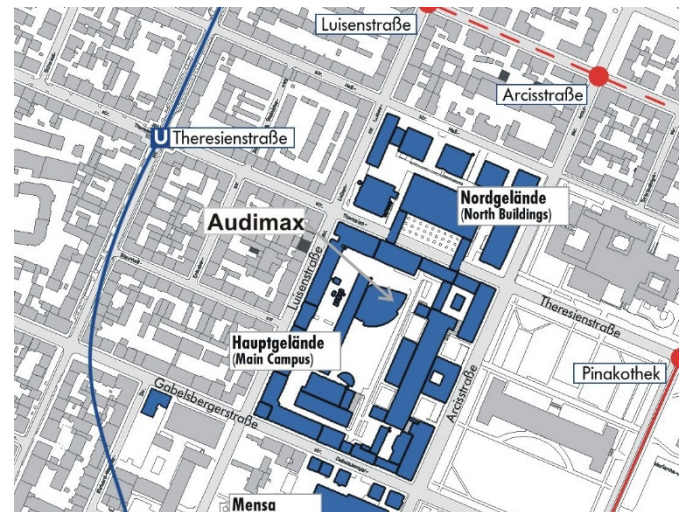 Luisenstraße
Arcisstraße
U Theresienstraße
Nordgelände
(North Buildings)
Audimax
Luisenstraße
Theresienstraße
Hauptgelände
(Main Campus)
Pinakothek
Arcisstraße
Gabelsbergerstraße
Mensa